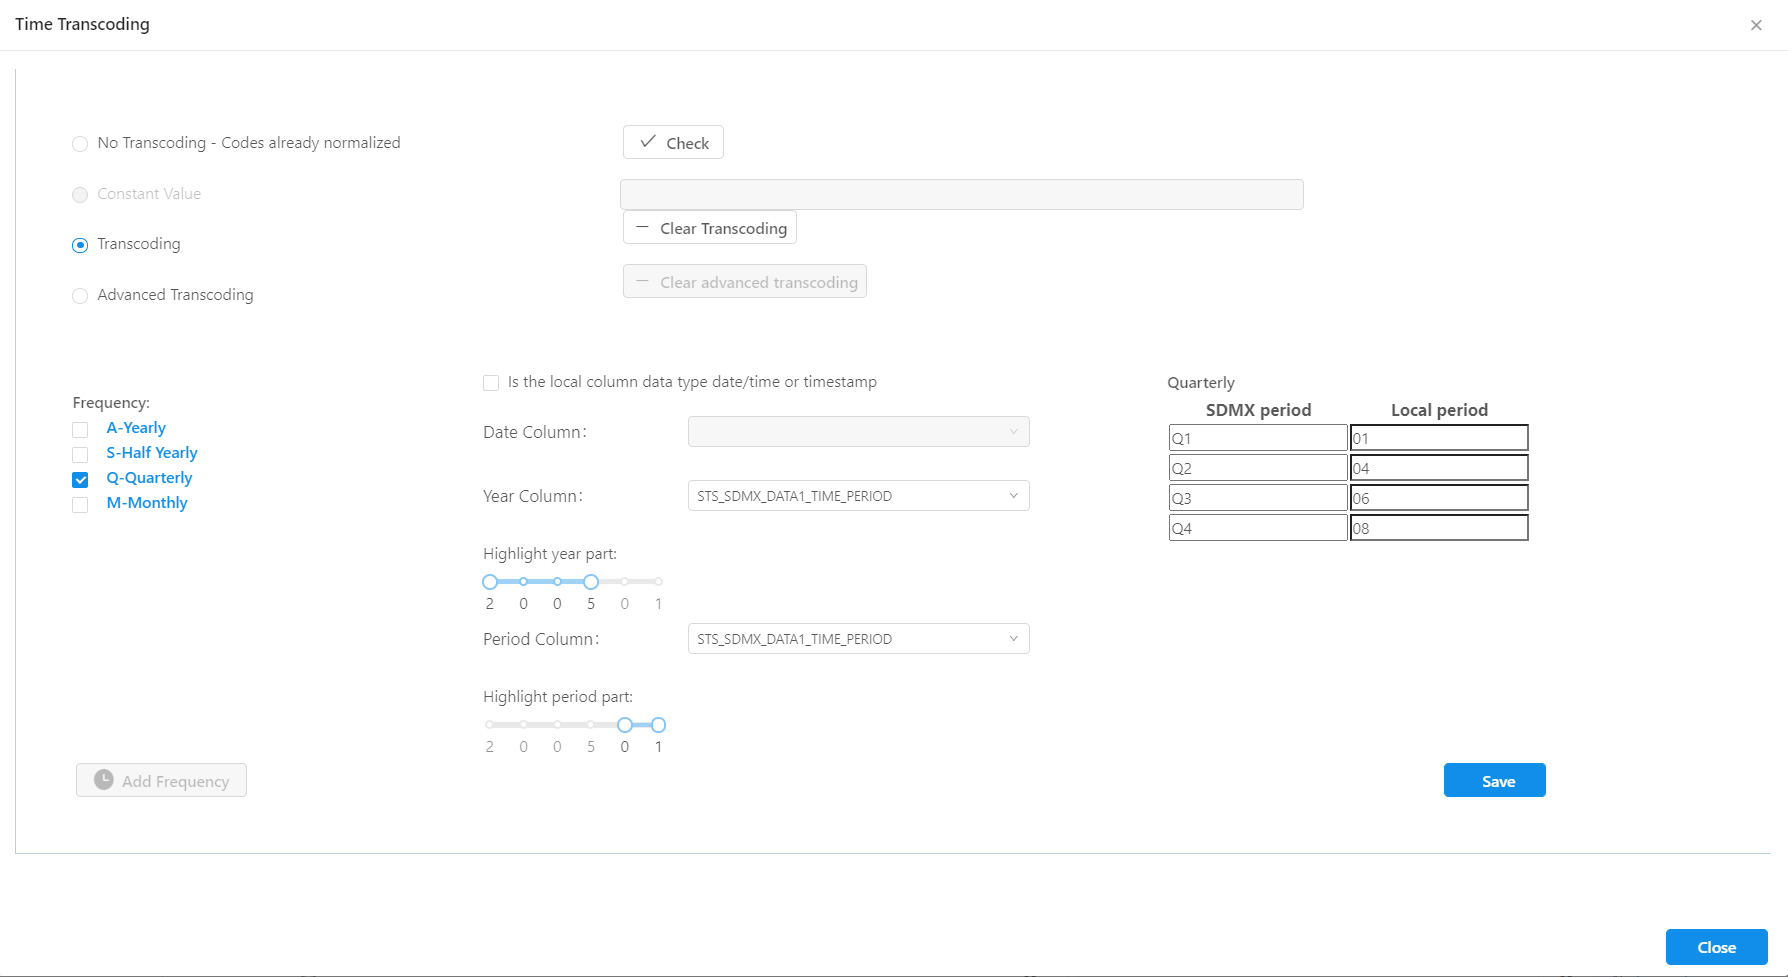 Time Transcoding
No Transcoding - Codes already normalized
Check
Constant Value
Clear Transcoding
Transcoding
Clear advanced transcoding
Advanced Transcoding
Frequency:
A-Yearly
S-Half Yearly
Q-Quarterly
M-Monthly
Is the local column data type date/time or timestamp
Date Column:
Year Column: STS_SDMX_DATA1_TIME_PERIOD
Highlight year part:
2 0 0 5 0 1
Period Column: STS_SDMX_DATA1_TIME_PERIOD
Highlight period part:
2 0 0 5 0 1
Quarterly
SDMX period Local period
Q1 01
Q2 04
Q3 06
Q4 08
Add Frequency
Save
Close